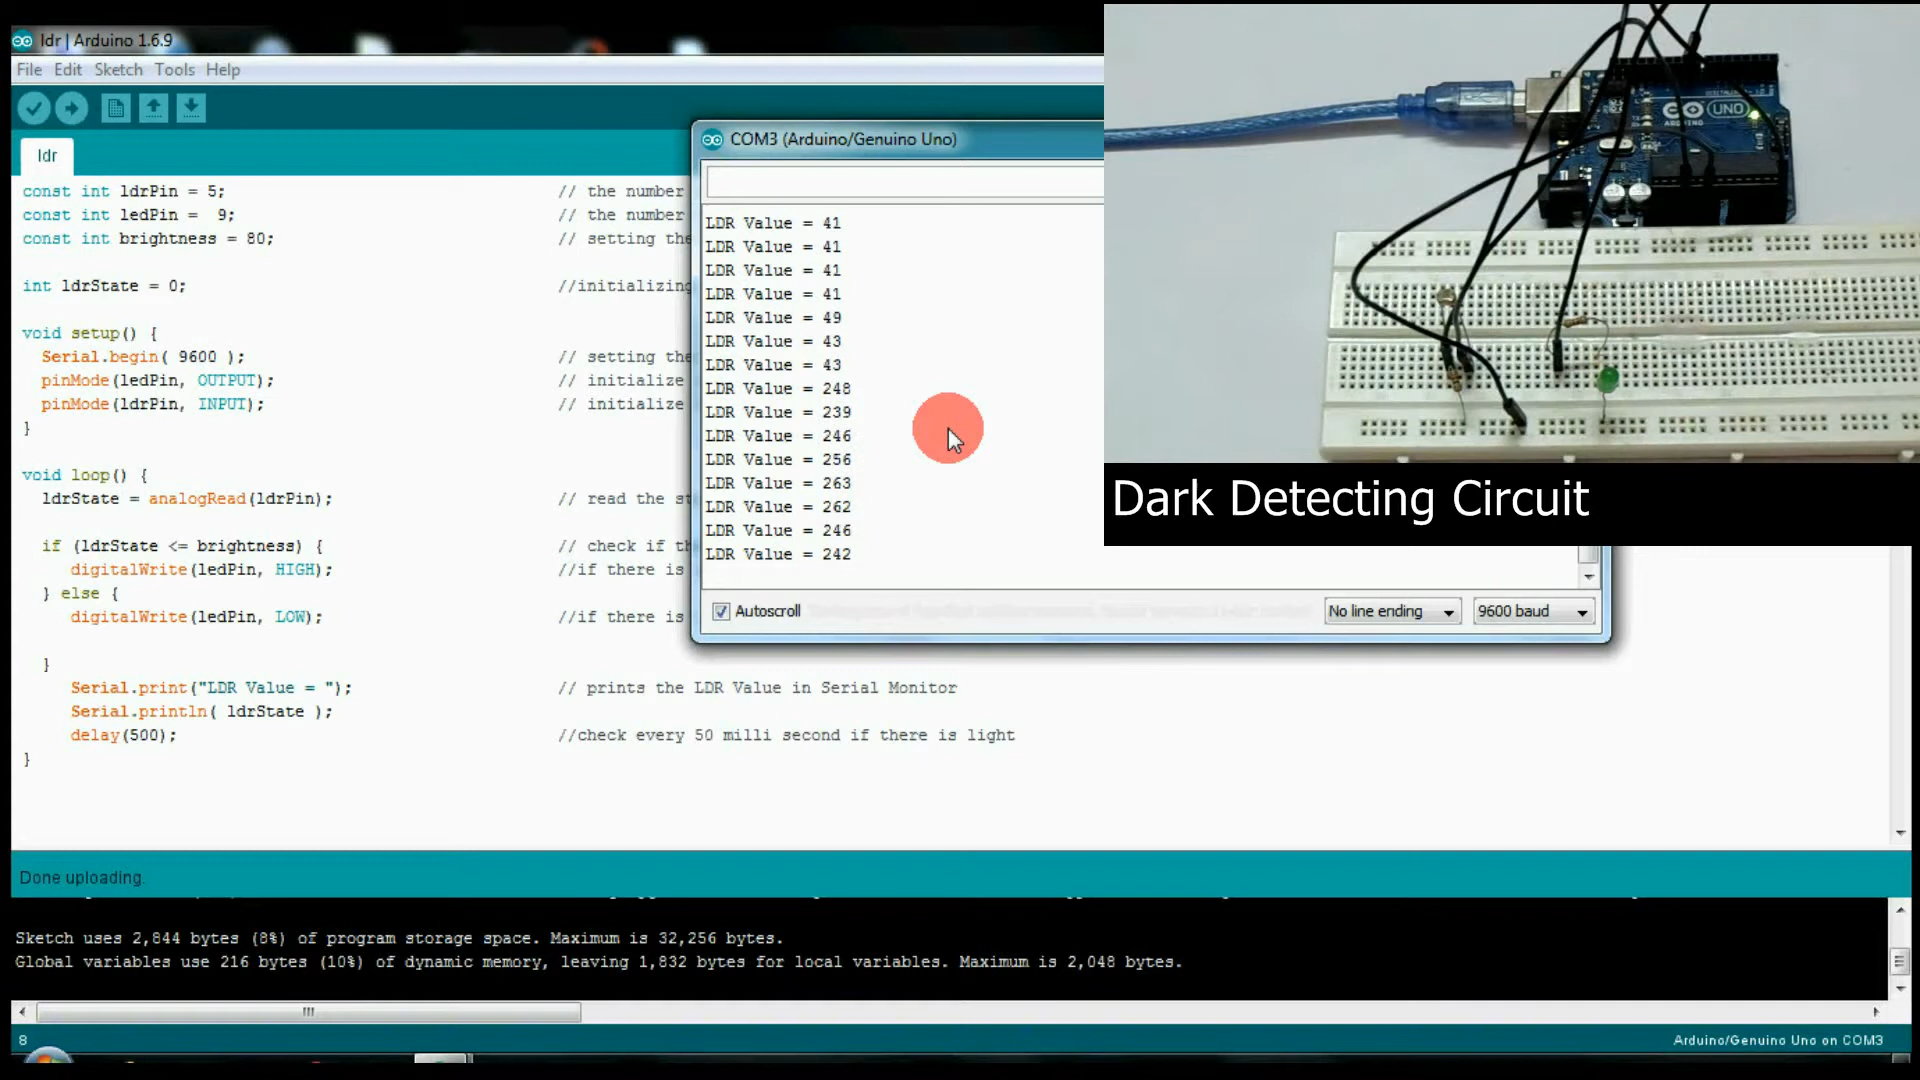 ldr | Arduino 1.6.9
File Edit Sketch Tools Help
ldr
const int ldrPin = 5; // the number
const int ledPin =  9; // the number
const int brightness = 80; // setting the
int ldrState = 0; //initializing
void setup() {
Serial.begin( 9600 ); // setting the
pinMode(ledPin, OUTPUT); // initialize
pinMode(ldrPin, INPUT); // initialize
}
void loop() {
ldrState = analogRead(ldrPin); // read the
if (ldrState <= brightness) { // check if
digitalWrite(ledPin, HIGH); //if there is
} else {
digitalWrite(ledPin, LOW); //if there is
}
Serial.print("LDR Value = "); // prints the LDR Value in Serial Monitor
Serial.println( ldrState );
delay(500); //check every 50 milli second if there is light
}
COM3 (Arduino/Genuino Uno)
LDR Value = 41
LDR Value = 41
LDR Value = 41
LDR Value = 41
LDR Value = 49
LDR Value = 43
LDR Value = 43
LDR Value = 248
LDR Value = 239
LDR Value = 246
LDR Value = 256
LDR Value = 263
LDR Value = 262
LDR Value = 246
LDR Value = 242
Autoscroll No line ending 9600 baud
UNO
Dark Detecting Circuit
Done uploading.
Sketch uses 2,844 bytes (8%) of program storage space. Maximum is 32,256 bytes.
Global variables use 216 bytes (10%) of dynamic memory, leaving 1,832 bytes for local variables. Maximum is 2,048 bytes.
8 Arduino/Genuino Uno on COM3